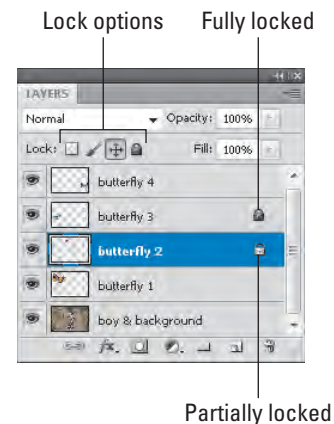 Lock options Fully locked
LAYERS
Normal Opacity: 100%
Lock: Fill: 100%
butterfly 4
butterfly 3
butterfly 2
butterfly 1
boy & background
fx.
Partially locked